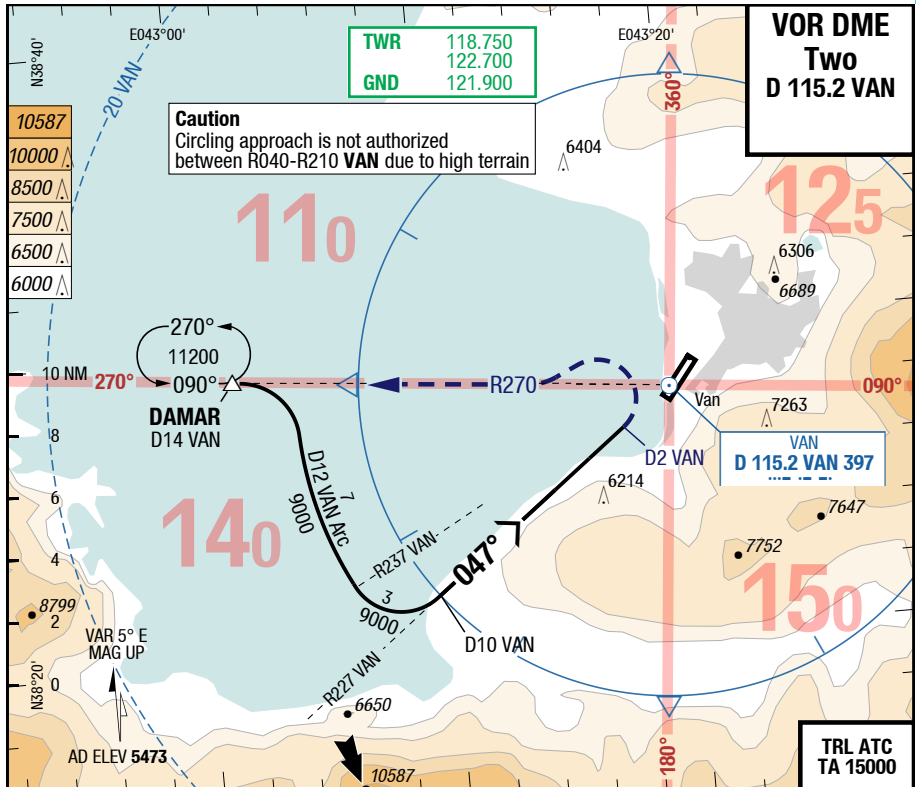 E043°00'
E043°20'
N38°40'
20 VAN
TWR 118.750
122.700
GND 121.900
360°
VOR DME
Two
D 115.2 VAN
Caution
Circling approach is not authorized
between R040-R210 VAN due to high terrain
10587
10000
8500
7500
6500
6000
6404
110
125
6306
6689
270°
11200
10 NM
270°
090°
R270
090°
DAMAR
D14 VAN
Van
7263
VAN
D 115.2 VAN 397
D2 VAN
8
D12 VAN Arc
7
9000
6214
6
7647
140
R237 VAN
047°
7752
4
150
3
9000
8799
2
D10 VAN
VAR 5° E
MAG UP
R227 VAN
N38°20'
0
6650
AD ELEV 5473
180°
10587
TRL ATC
TA 15000